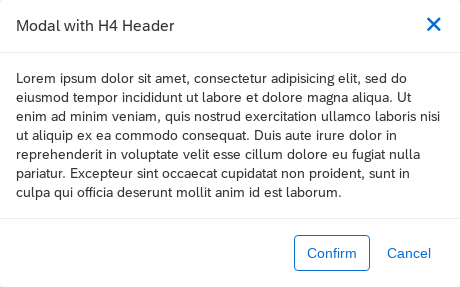 Modal with H4 Header
Lorem ipsum dolor sit amet, consectetur adipisicing elit, sed do
eiusmod tempor incididunt ut labore et dolore magna aliqua. Ut
enim ad minim veniam, quis nostrud exercitation ullamco laboris nisi
ut aliquip ex ea commodo consequat. Duis aute irure dolor in
reprehenderit in voluptate velit esse cillum dolore eu fugiat nulla
pariatur. Excepteur sint occaecat cupidatat non proident, sunt in
culpa qui officia deserunt mollit anim id est laborum.
Confirm Cancel